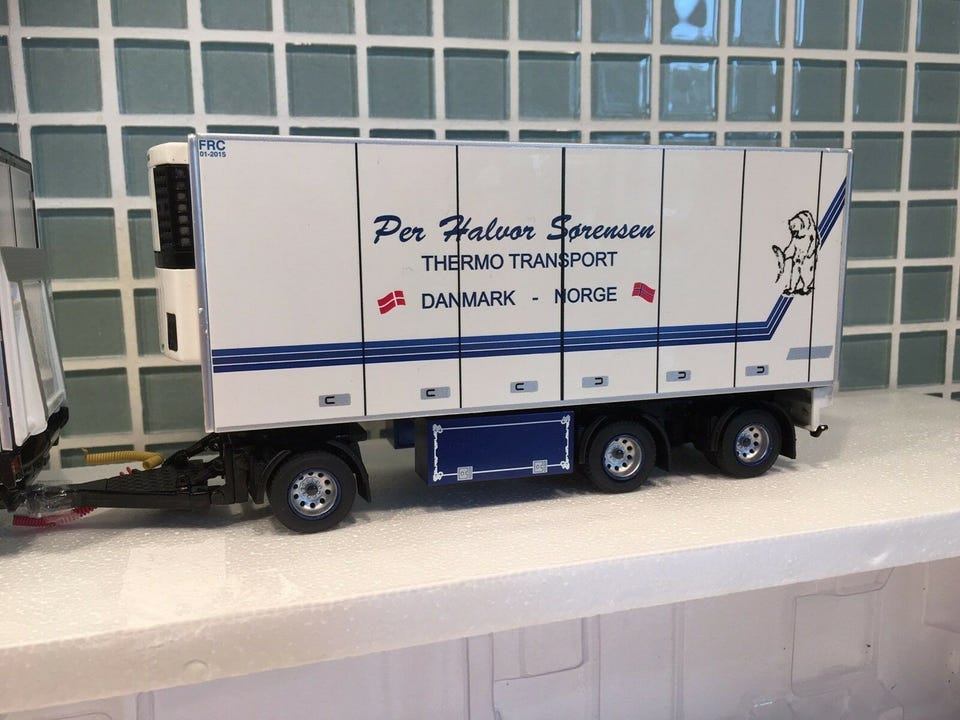 FRC
01-2015
Per Halvor Sørensen
THERMO TRANSPORT
DANMARK - NORGE